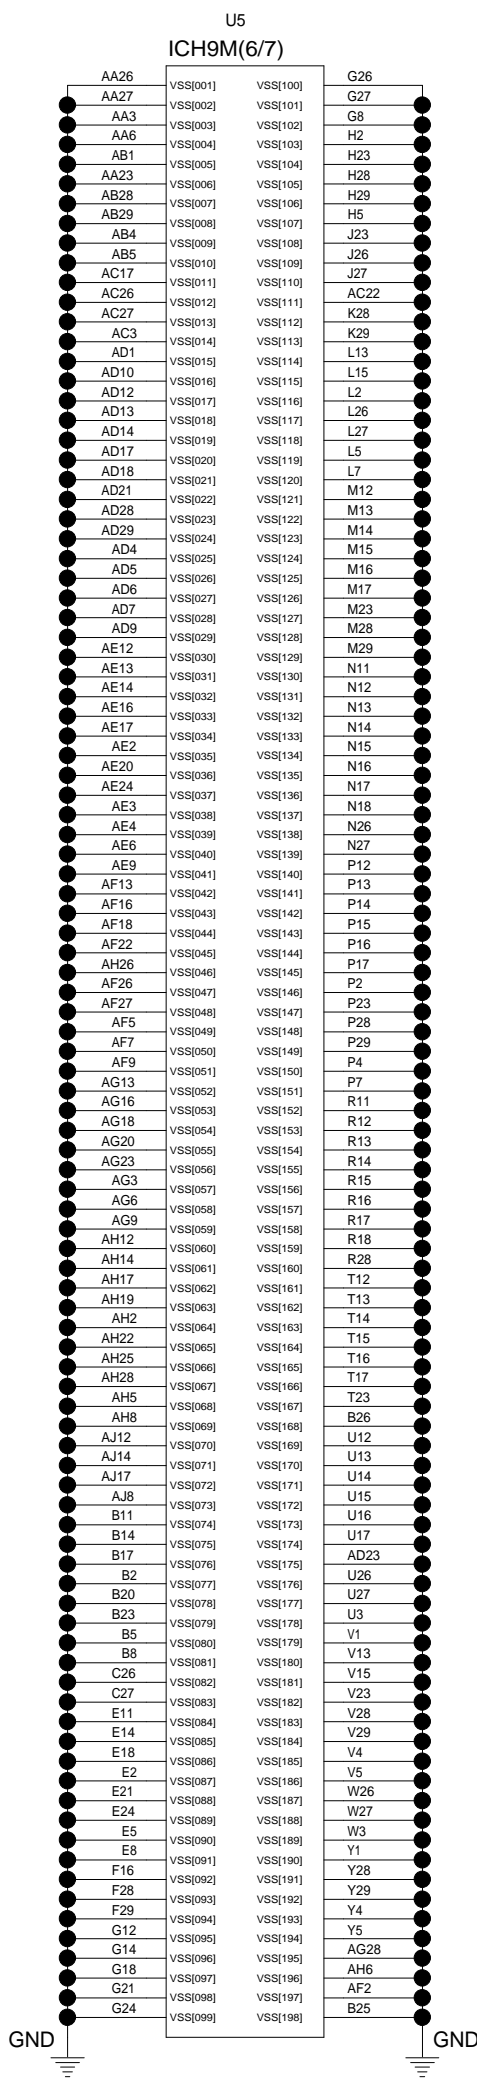 U5
ICH9M(6/7)
AA26 VSS[001] VSS[100] G26
AA27 VSS[002] VSS[101] G27
AA3 VSS[003] VSS[102] G8
AA6 VSS[004] VSS[103] H2
AB1 VSS[005] VSS[104] H23
AA23 VSS[006] VSS[105] H28
AB28 VSS[007] VSS[106] H29
AB29 VSS[008] VSS[107] H5
AB4 VSS[009] VSS[108] J23
AB5 VSS[010] VSS[109] J26
AC17 VSS[011] VSS[110] J27
AC26 VSS[012] VSS[111] AC22
AC27 VSS[013] VSS[112] K28
AC3 VSS[014] VSS[113] K29
AD1 VSS[015] VSS[114] L13
AD10 VSS[016] VSS[115] L15
AD12 VSS[017] VSS[116] L2
AD13 VSS[018] VSS[117] L26
AD14 VSS[019] VSS[118] L27
AD17 VSS[020] VSS[119] L5
AD18 VSS[021] VSS[120] L7
AD21 VSS[022] VSS[121] M12
AD28 VSS[023] VSS[122] M13
AD29 VSS[024] VSS[123] M14
AD4 VSS[025] VSS[124] M15
AD5 VSS[026] VSS[125] M16
AD6 VSS[027] VSS[126] M17
AD7 VSS[028] VSS[127] M23
AD9 VSS[029] VSS[128] M28
AE12 VSS[030] VSS[129] M29
AE13 VSS[031] VSS[130] N11
AE14 VSS[032] VSS[131] N12
AE16 VSS[033] VSS[132] N13
AE17 VSS[034] VSS[133] N14
AE2 VSS[035] VSS[134] N15
AE20 VSS[036] VSS[135] N16
AE24 VSS[037] VSS[136] N17
AE3 VSS[038] VSS[137] N18
AE4 VSS[039] VSS[138] N26
AE6 VSS[040] VSS[139] N27
AE9 VSS[041] VSS[140] P12
AF13 VSS[042] VSS[141] P13
AF16 VSS[043] VSS[142] P14
AF18 VSS[044] VSS[143] P15
AF22 VSS[045] VSS[144] P16
AH26 VSS[046] VSS[145] P17
AF26 VSS[047] VSS[146] P2
AF27 VSS[048] VSS[147] P23
AF5 VSS[049] VSS[148] P28
AF7 VSS[050] VSS[149] P29
AF9 VSS[051] VSS[150] P4
AG13 VSS[052] VSS[151] P7
AG16 VSS[053] VSS[152] R11
AG18 VSS[054] VSS[153] R12
AG20 VSS[055] VSS[154] R13
AG23 VSS[056] VSS[155] R14
AG3 VSS[057] VSS[156] R15
AG6 VSS[058] VSS[157] R16
AG9 VSS[059] VSS[158] R17
AH12 VSS[060] VSS[159] R18
AH14 VSS[061] VSS[160] R28
AH17 VSS[062] VSS[161] T12
AH19 VSS[063] VSS[162] T13
AH2 VSS[064] VSS[163] T14
AH22 VSS[065] VSS[164] T15
AH25 VSS[066] VSS[165] T16
AH28 VSS[067] VSS[166] T17
AH5 VSS[068] VSS[167] T23
AH8 VSS[069] VSS[168] B26
AJ12 VSS[070] VSS[169] U12
AJ14 VSS[071] VSS[170] U13
AJ17 VSS[072] VSS[171] U14
AJ8 VSS[073] VSS[172] U15
B11 VSS[074] VSS[173] U16
B14 VSS[075] VSS[174] U17
B17 VSS[076] VSS[175] AD23
B2 VSS[077] VSS[176] U26
B20 VSS[078] VSS[177] U27
B23 VSS[079] VSS[178] U3
B5 VSS[080] VSS[179] V1
B8 VSS[081] VSS[180] V13
C26 VSS[082] VSS[181] V15
C27 VSS[083] VSS[182] V23
E11 VSS[084] VSS[183] V28
E14 VSS[085] VSS[184] V29
E18 VSS[086] VSS[185] V4
E2 VSS[087] VSS[186] V5
E21 VSS[088] VSS[187] W26
E24 VSS[089] VSS[188] W27
E5 VSS[090] VSS[189] W3
E8 VSS[091] VSS[190] Y1
F16 VSS[092] VSS[191] Y28
F28 VSS[093] VSS[192] Y29
F29 VSS[094] VSS[193] Y4
G12 VSS[095] VSS[194] Y5
G14 VSS[096] VSS[195] AG28
G18 VSS[097] VSS[196] AH6
G21 VSS[098] VSS[197] AF2
G24 VSS[099] VSS[198] B25
GND GND